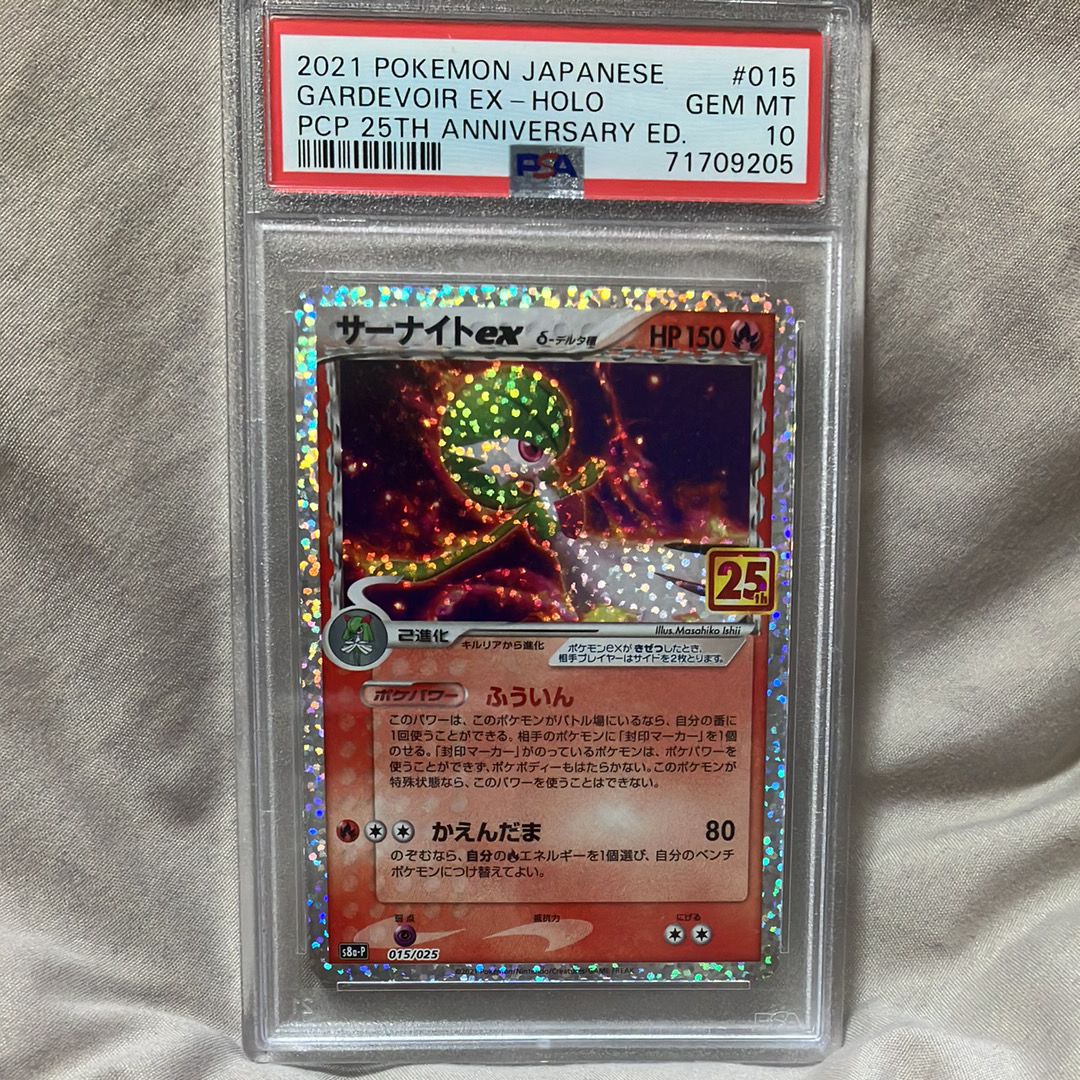 2021 POKEMON JAPANESE #015
GARDEVOIR EX - HOLO GEM MT
PCP 25TH ANNIVERSARY ED. 10
PSA 71709205
サーナイトex δ-デルタ種 HP150
25th
2進化 キルリアから進化
Illus. Masahiko Ishii
ポケモンexが きぜつしたとき、
相手プレイヤーはサイドを2枚とります。
ポケパワー ふういん
このパワーは、このポケモンがバトル場にいるなら、自分の番に
1回使うことができる。相手のポケモンに「封印マーカー」を1個
のせる。「封印マーカー」がのっているポケモンは、ポケパワーを
使うことができず、ポケボディーもはたらかない。このポケモンが
特殊状態なら、このパワーを使うことはできない。
かえんだま 80
のぞむなら、自分のエネルギーを1個選び、自分のベンチ
ポケモンにつけ替えてよい。
弱点 抵抗力 にげる
s8a-P 015/025
©2021 Pokémon/Nintendo/Creatures/GAME FREAK
PSA